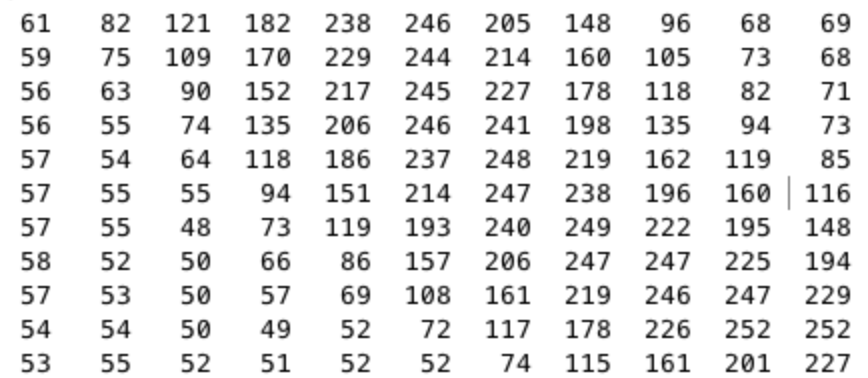 61 82 121 182 238 246 205 148 96 68 69
59 75 109 170 229 244 214 160 105 73 68
56 63 90 152 217 245 227 178 118 82 71
56 55 74 135 206 246 241 198 135 94 73
57 54 64 118 186 237 248 219 162 119 85
57 55 55 94 151 214 247 238 196 160 116
57 55 48 73 119 193 240 249 222 195 148
58 52 50 66 86 157 206 247 247 225 194
57 53 50 57 69 108 161 219 246 247 229
54 54 50 49 52 72 117 178 226 252 252
53 55 52 51 52 52 74 115 161 201 227